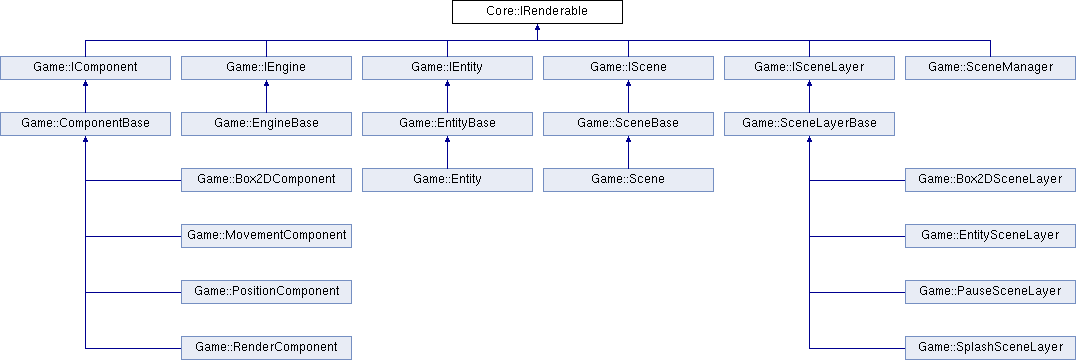 Core::IRenderable
Game::IComponent
Game::IEngine
Game::IEntity
Game::IScene
Game::ISceneLayer
Game::SceneManager
Game::ComponentBase
Game::EngineBase
Game::EntityBase
Game::SceneBase
Game::SceneLayerBase
Game::Box2DComponent
Game::Entity
Game::Scene
Game::Box2DSceneLayer
Game::MovementComponent
Game::EntitySceneLayer
Game::PositionComponent
Game::PauseSceneLayer
Game::RenderComponent
Game::SplashSceneLayer